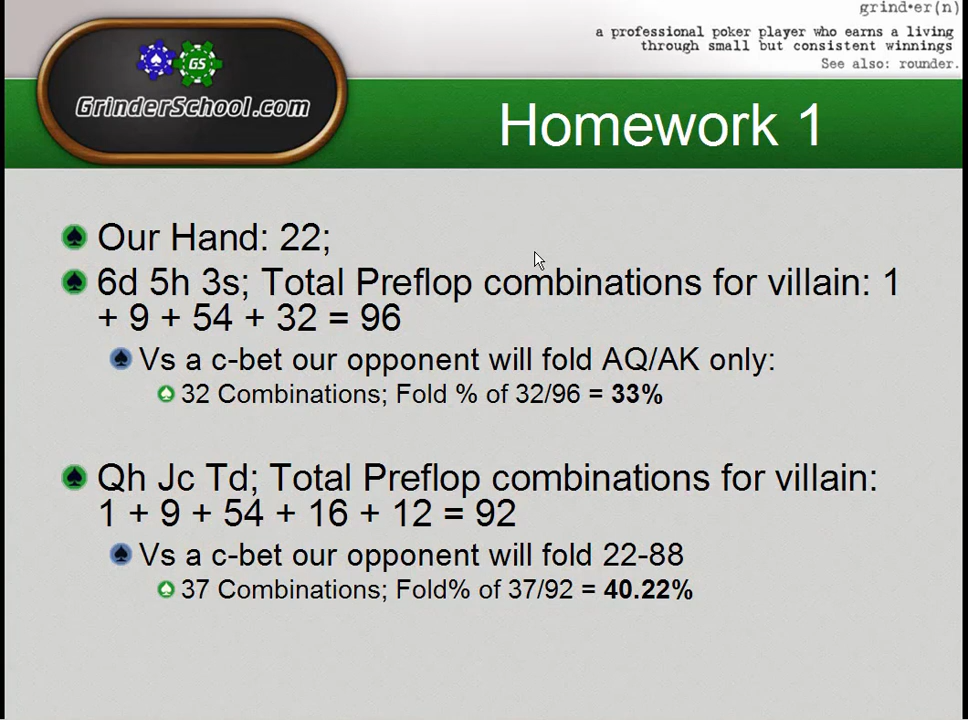 grind•er(n)
a professional poker player who earns a living
through small but consistent winnings
See also: rounder.
GS
GrinderSchool.com
Homework 1
Our Hand: 22;
6d 5h 3s; Total Preflop combinations for villain: 1
+ 9 + 54 + 32 = 96
Vs a c-bet our opponent will fold AQ/AK only:
32 Combinations; Fold % of 32/96 = 33%
Qh Jc Td; Total Preflop combinations for villain:
1 + 9 + 54 + 16 + 12 = 92
Vs a c-bet our opponent will fold 22-88
37 Combinations; Fold% of 37/92 = 40.22%